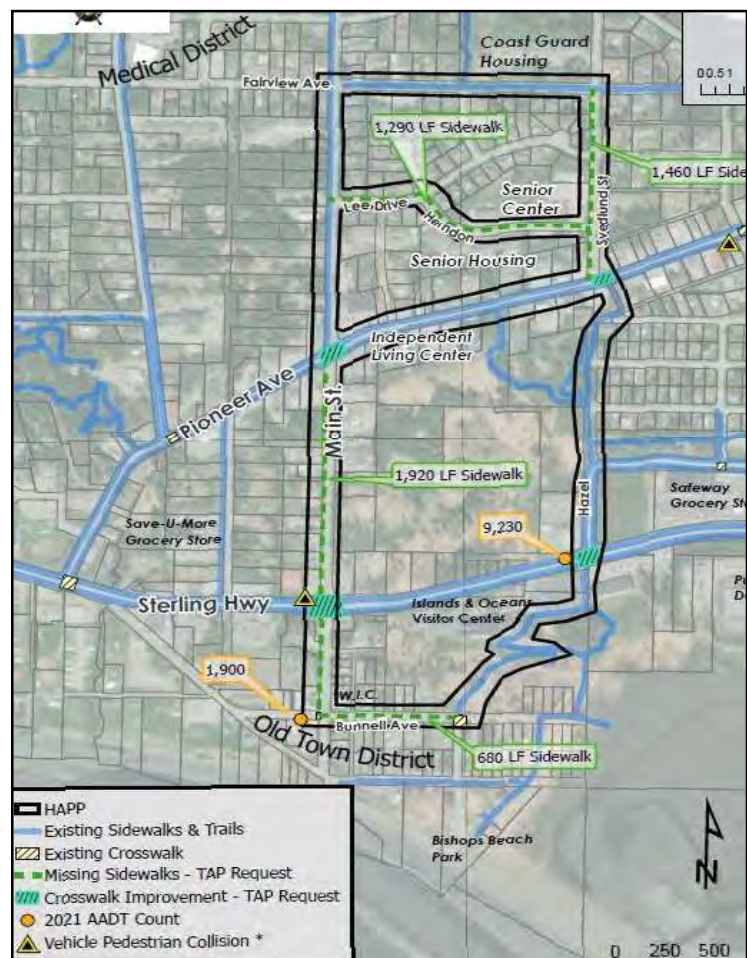 Medical District
Coast Guard
Housing
00.51
Fairview Ave.
1,290 LF Sidewalk
1,460 LF Side
Senior
Center
Lee Drive
Herndon
Svedlund St
Senior Housing
Independent
Living Center
Pioneer Ave
Main St.
1,920 LF Sidewalk
Save-U-More
Grocery Store
Safeway
Grocery St
Hazel
9,230
Sterling Hwy
Islands & Ocean
Visitor Center
1,900
W.I.C.
Bunnell Ave
Old Town District
680 LF Sidewalk
Bishops Beach
Park
HAPP
Existing Sidewalks & Trails
Existing Crosswalk
Missing Sidewalks - TAP Request
Crosswalk Improvement - TAP Request
2021 AADT Count
Vehicle Pedestrian Collision *
N
0 250 500